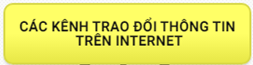 CÁC KÊNH TRAO ĐỔI THÔNG TIN
TRÊN INTERNET